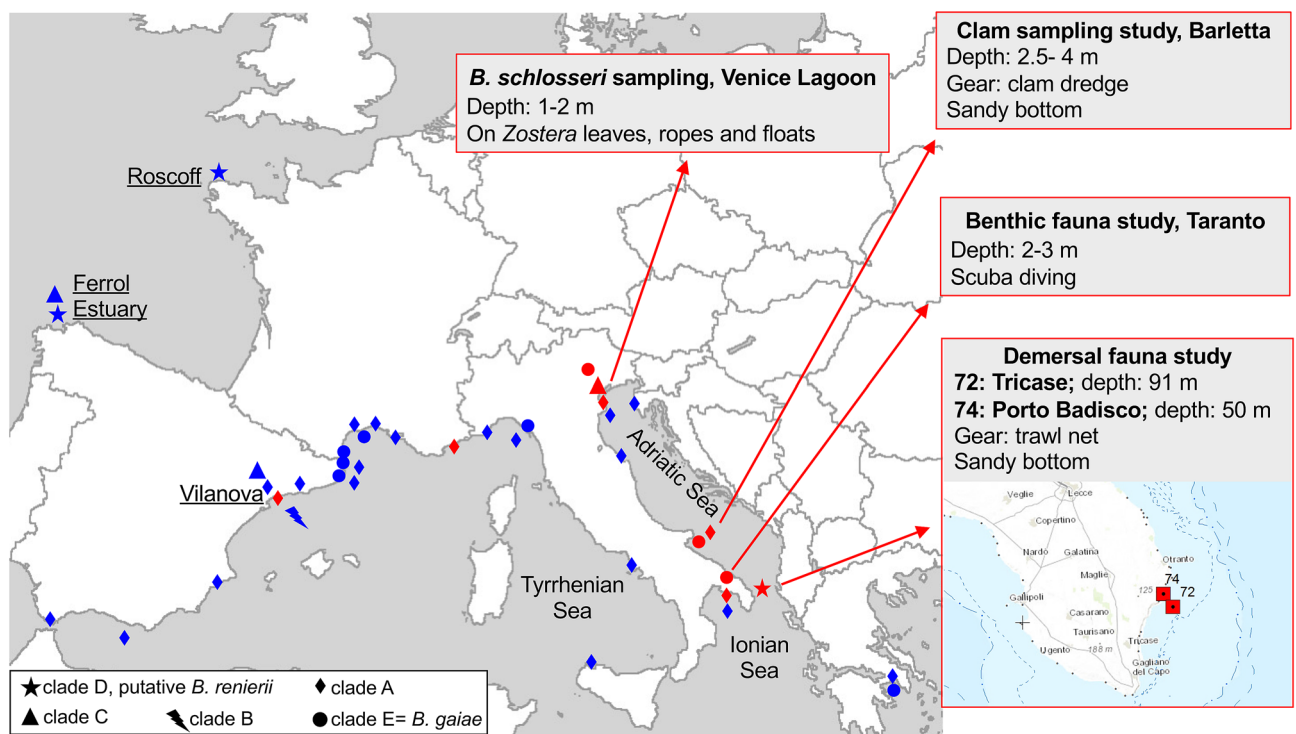 B. schlosseri sampling, Venice Lagoon
Depth: 1-2 m
On Zostera leaves, ropes and floats
Clam sampling study, Barletta
Depth: 2.5- 4 m
Gear: clam dredge
Sandy bottom
Benthic fauna study, Taranto
Depth: 2-3 m
Scuba diving
Demersal fauna study
72: Tricase; depth: 91 m
74: Porto Badisco; depth: 50 m
Gear: trawl net
Sandy bottom
Roscoff
Ferrol
Estuary
Vilanova
Adriatic Sea
Tyrrhenian
Sea
Ionian
Sea
Veglie
Lecce
Copertino
Nardò
Galatina
Otranto
Maglie
74
125
72
Gallipoli
Casarano
Taurisano
Tricase
Ugento
188 m
Gagliano
del Capo
clade D, putative B. renierii
clade A
clade C
clade B
clade E= B. gaiae